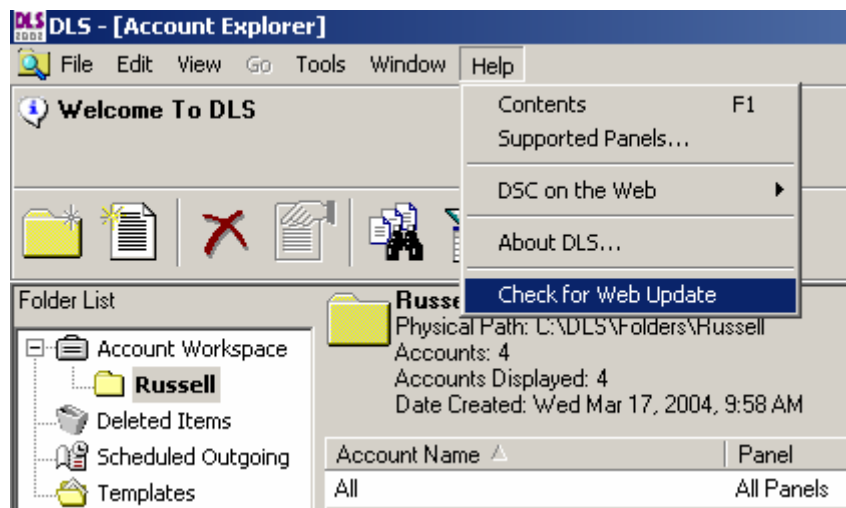 DLS 2002 DLS - [Account Explorer]
File Edit View Go Tools Window Help
Welcome To DLS
Contents F1
Supported Panels...
DSC on the Web
About DLS...
Check for Web Update
Folder List
Account Workspace
Russell
Deleted Items
Scheduled Outgoing
Templates
Physical Path: C:\DLS\Folders\Russell
Accounts: 4
Accounts Displayed: 4
Date Created: Wed Mar 17, 2004, 9:58 AM
Account Name Panel
All All Panels